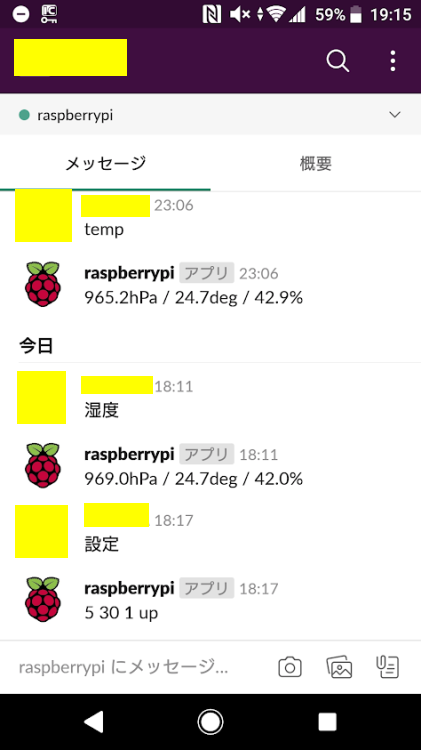 59% 19:15
raspberrypi
メッセージ 概要
23:06
temp
raspberrypi アプリ 23:06
965.2hPa / 24.7deg / 42.9%
今日
18:11
湿度
raspberrypi アプリ 18:11
969.0hPa / 24.7deg / 42.0%
18:17
設定
raspberrypi アプリ 18:17
5 30 1 up
raspberrypi にメッセージ...